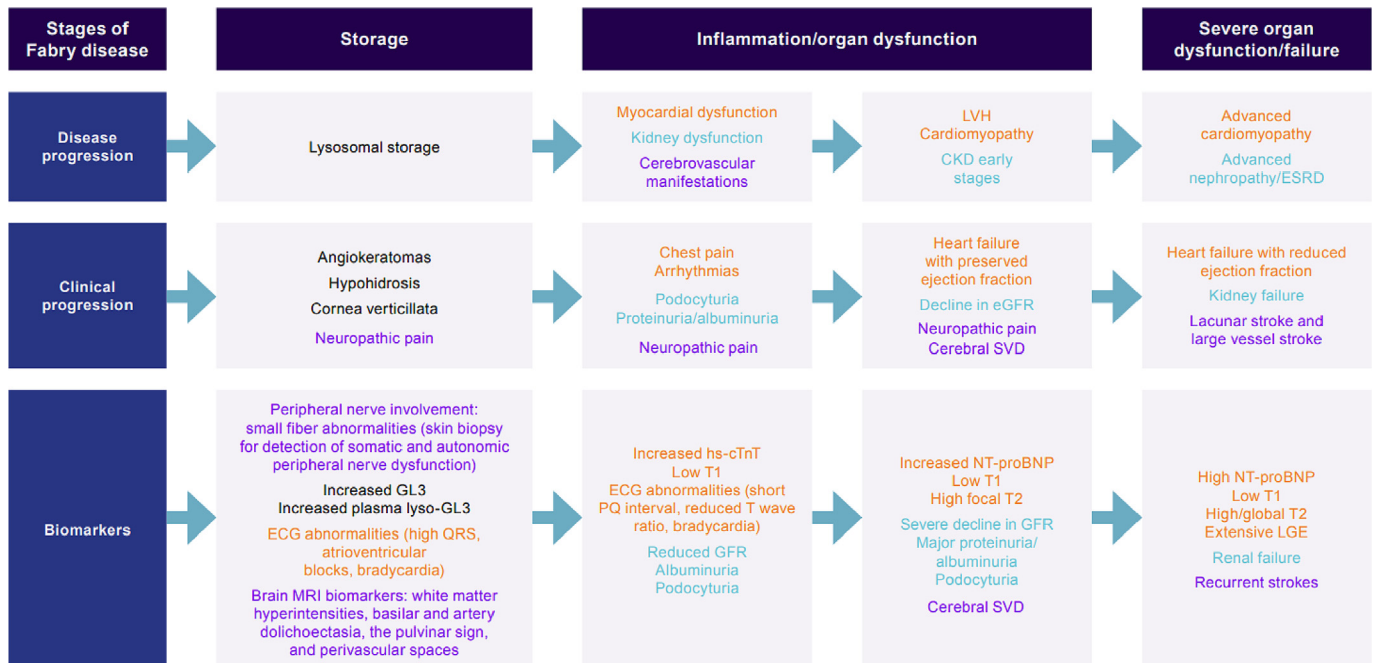 Stages of
Fabry disease
Storage
Inflammation/organ dysfunction
Severe organ
dysfunction/failure
Disease
progression
Lysosomal storage
Myocardial dysfunction
Kidney dysfunction
Cerebrovascular
manifestations
LVH
Cardiomyopathy
CKD early
stages
Advanced
cardiomyopathy
Advanced
nephropathy/ESRD
Clinical
progression
Angiokeratomas
Hypohidrosis
Cornea verticillata
Neuropathic pain
Chest pain
Arrhythmias
Podocyturia
Proteinuria/albuminuria
Neuropathic pain
Heart failure
with preserved
ejection fraction
Decline in eGFR
Neuropathic pain
Cerebral SVD
Heart failure with reduced
ejection fraction
Kidney failure
Lacunar stroke and
large vessel stroke
Biomarkers
Peripheral nerve involvement:
small fiber abnormalities (skin biopsy
for detection of somatic and autonomic
peripheral nerve dysfunction)
Increased GL3
Increased plasma lyso-GL3
ECG abnormalities (high QRS,
atrioventricular
blocks, bradycardia)
Brain MRI biomarkers: white matter
hyperintensities, basilar and artery
dolichoectasia, the pulvinar sign,
and perivascular spaces
Increased hs-cTnT
Low T1
ECG abnormalities (short
PQ interval, reduced T wave
ratio, bradycardia)
Reduced GFR
Albuminuria
Podocyturia
Increased NT-proBNP
Low T1
High focal T2
Severe decline in GFR
Major proteinuria/
albuminuria
Podocyturia
Cerebral SVD
High NT-proBNP
Low T1
High/global T2
Extensive LGE
Renal failure
Recurrent strokes